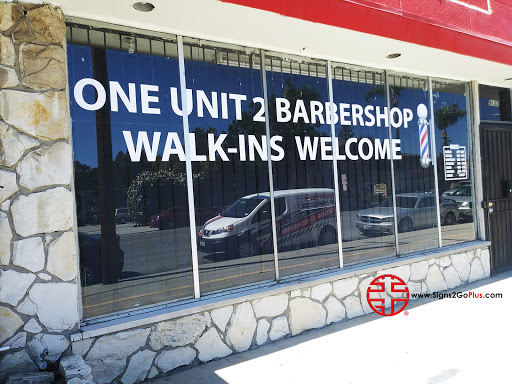 ONE UNIT 2 BARBERSHOP
WALK-INS WELCOME
www.Signs2GoPlus.com
®